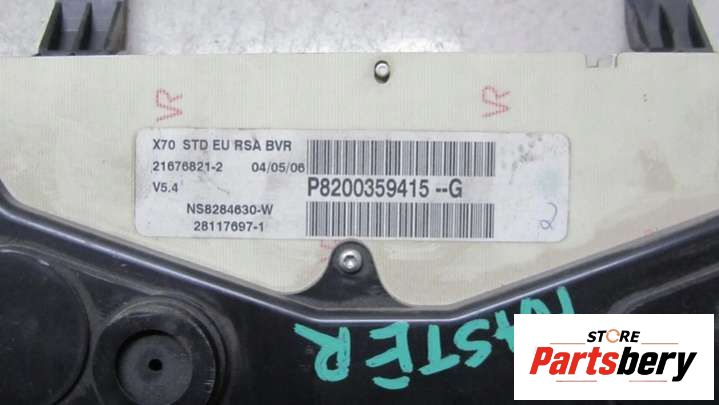 VR
VR
X70 STD EU RSA BVR
21676821-2 04/05/06
V5.4
P8200359415--G
NS8284630-W
28117697-1
2
VR
MASTER
STORE
Partsbery